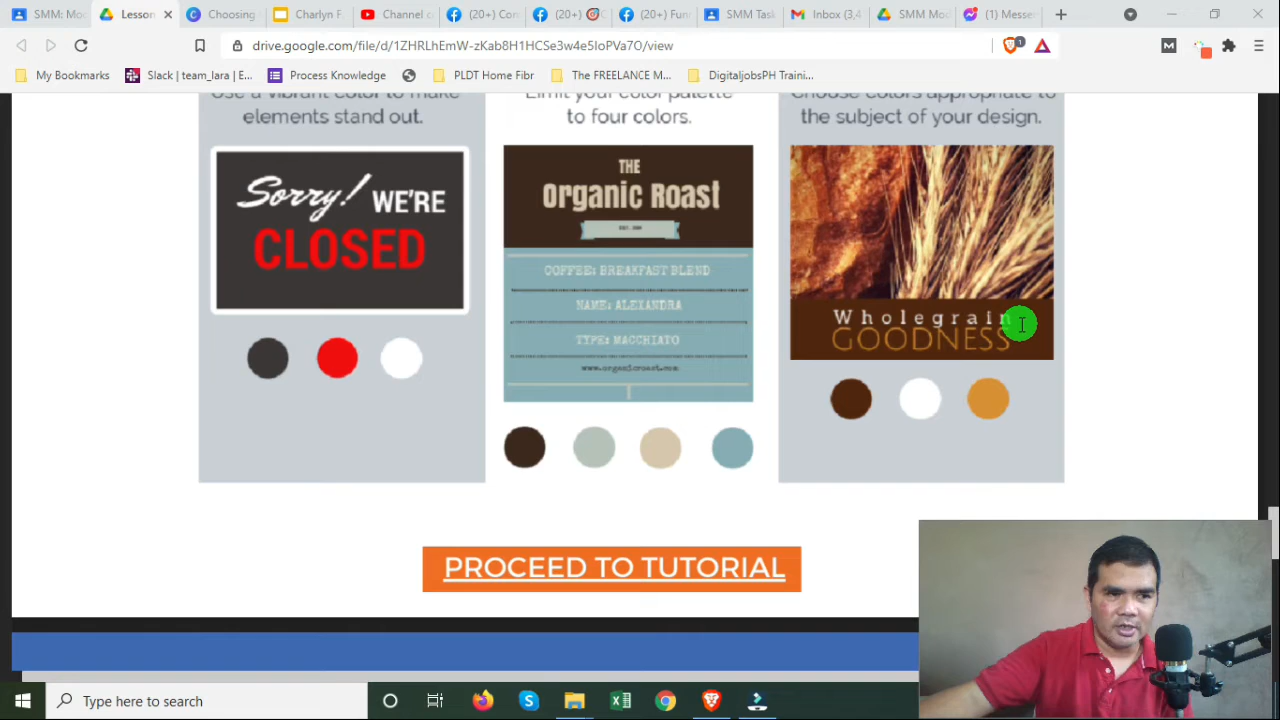 SMM: Mo
Lesson
Choosing
Charlyn F.
Channel c
(20+) Con
(20+)
(20+) Fun
SMM Task
Inbox (3,4
SMM Mod
(1) Messe
drive.google.com/file/d/1ZHRLhEmW-zKab8H1HCSe3w4e5IoPVa7O/view
1
My Bookmarks
Slack | team_lara | E...
Process Knowledge
PLDT Home Fibr
The FREELANCE M...
DigitaljobsPH Traini...
Use a vibrant color to make
elements stand out.
Limit your color palette
to four colors.
Choose colors appropriate to
the subject of your design.
Sorry! WE'RE
CLOSED
THE
Organic Roast
COFFEE: BREAKFAST BLEND
NAME: ALEXANDRA
TYPE: MACCHIATO
www.organicroast.com
Wholegrain
GOODNESS
PROCEED TO TUTORIAL
Type here to search